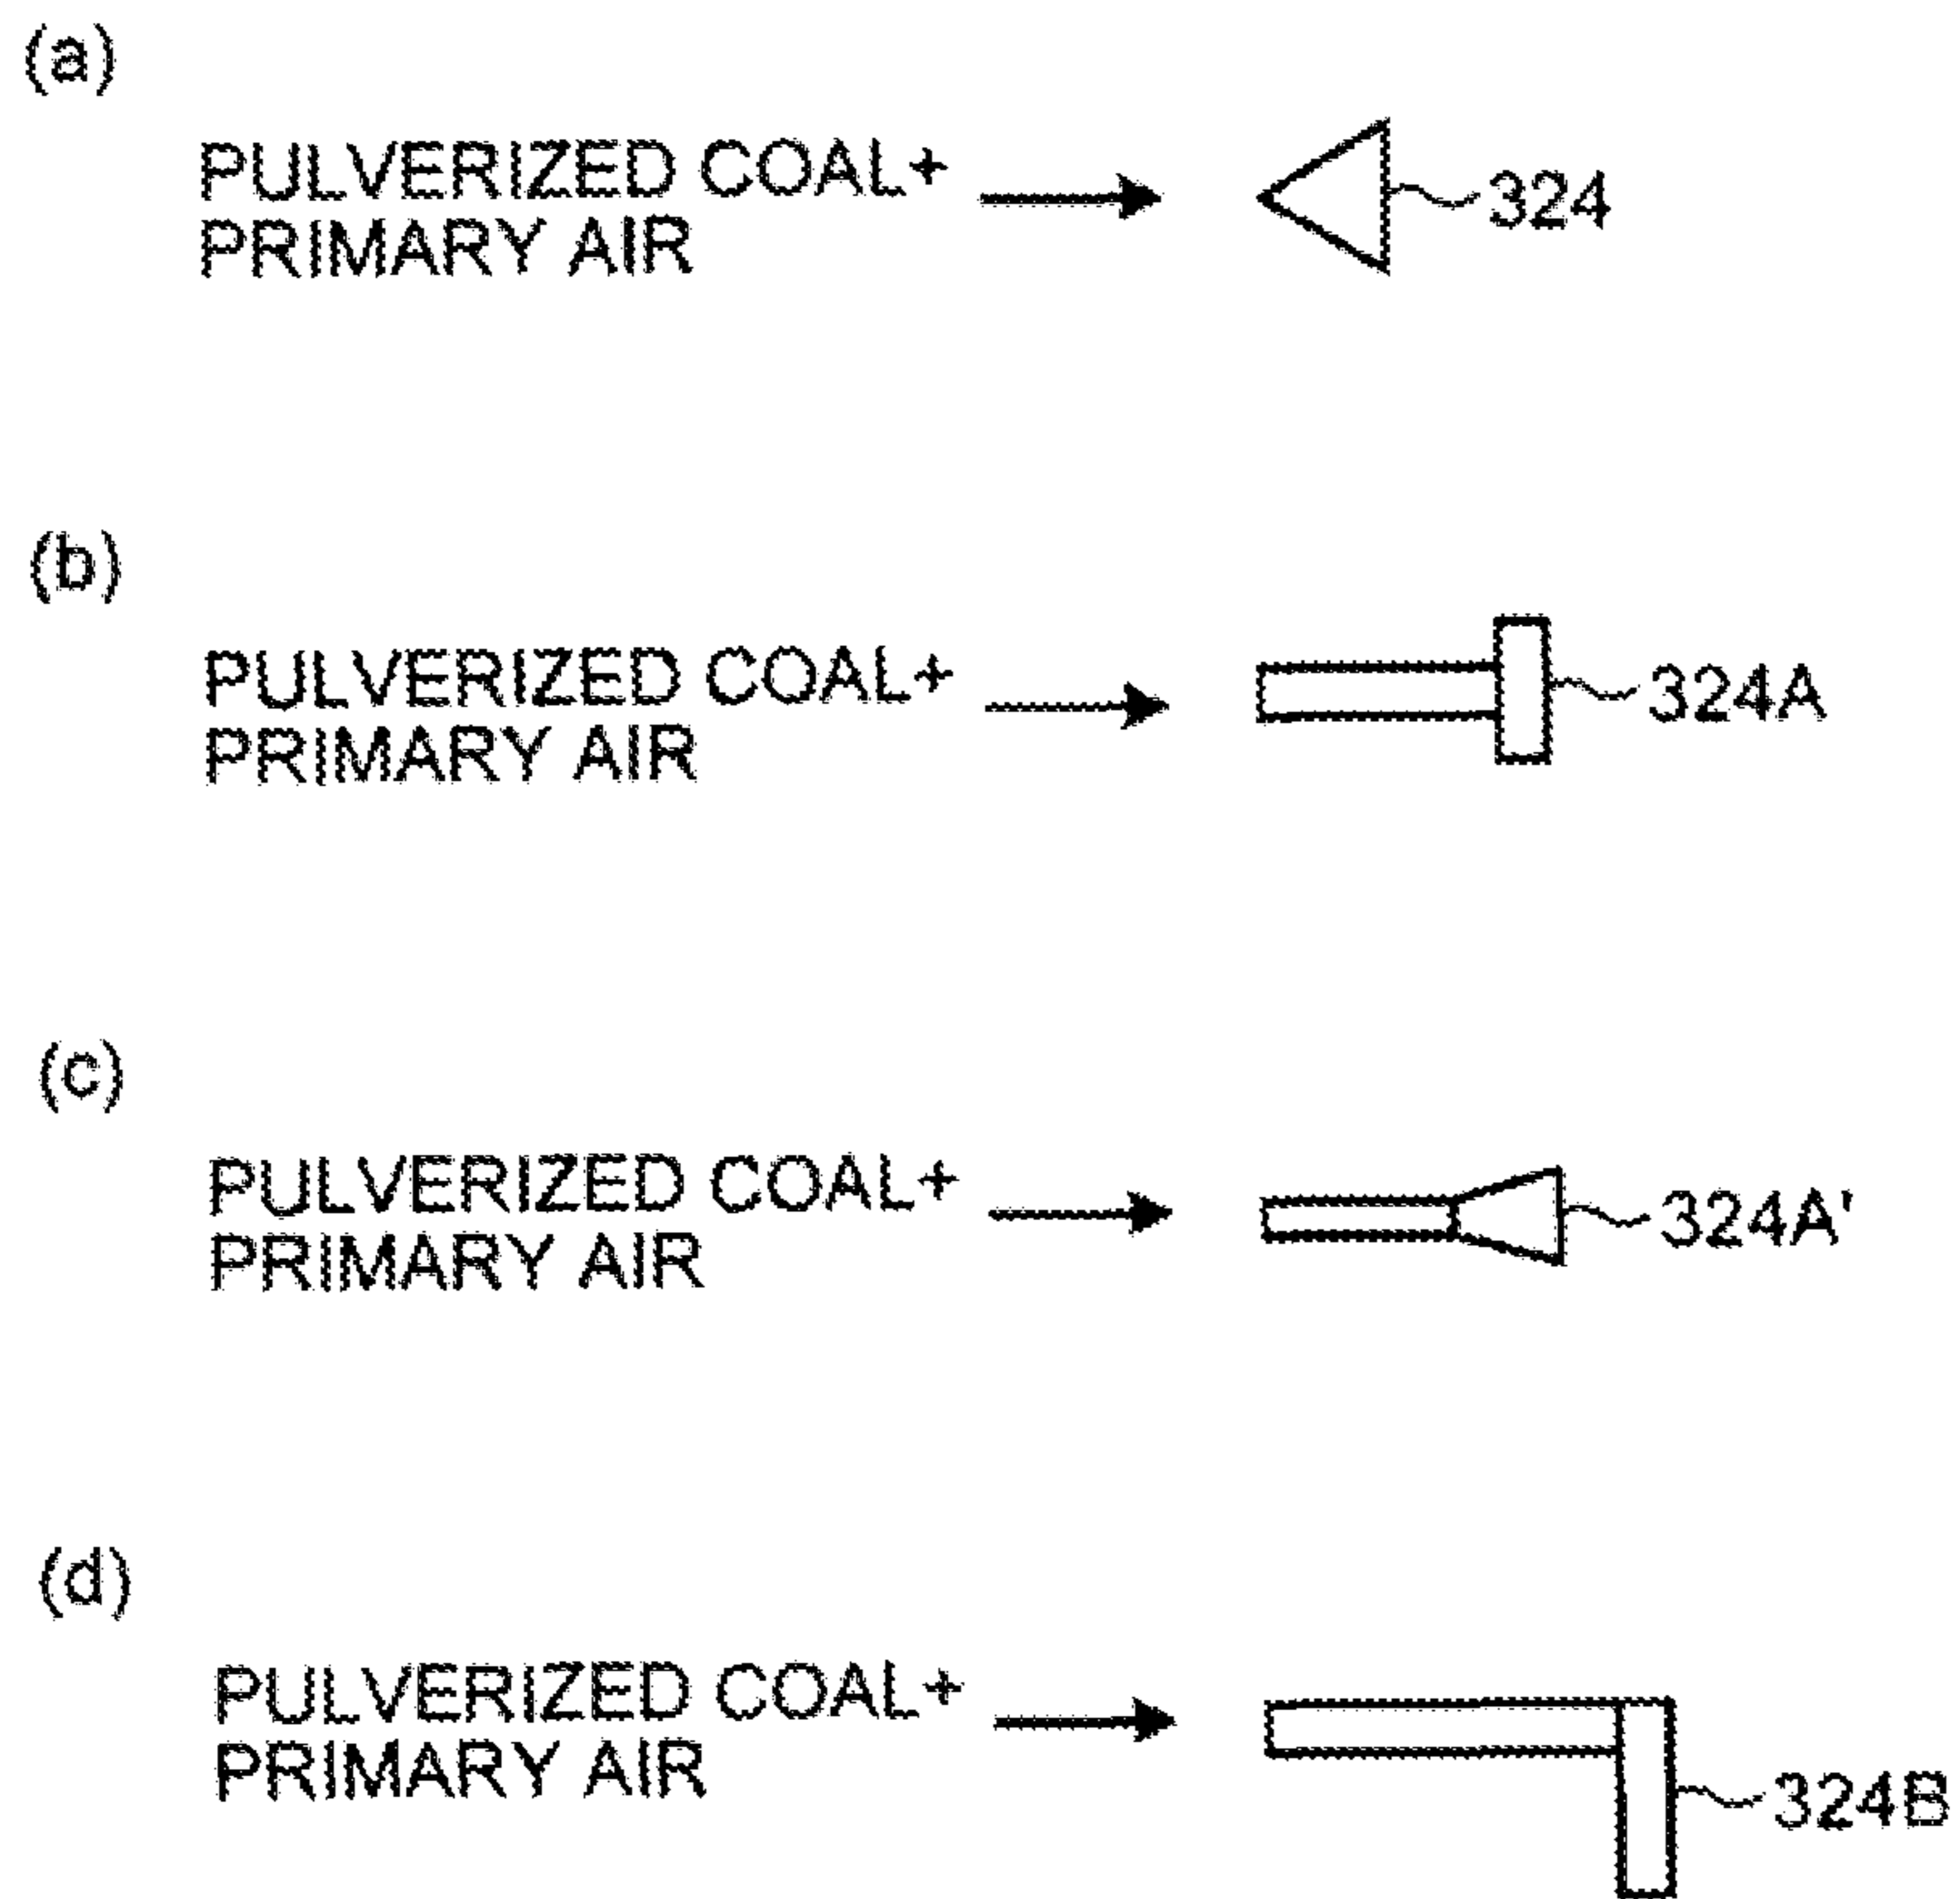 (a)
PULVERIZED COAL+
PRIMARY AIR
324
(b)
PULVERIZED COAL+
PRIMARY AIR
324A
(c)
PULVERIZED COAL+
PRIMARY AIR
324A'
(d)
PULVERIZED COAL+
PRIMARY AIR
324B